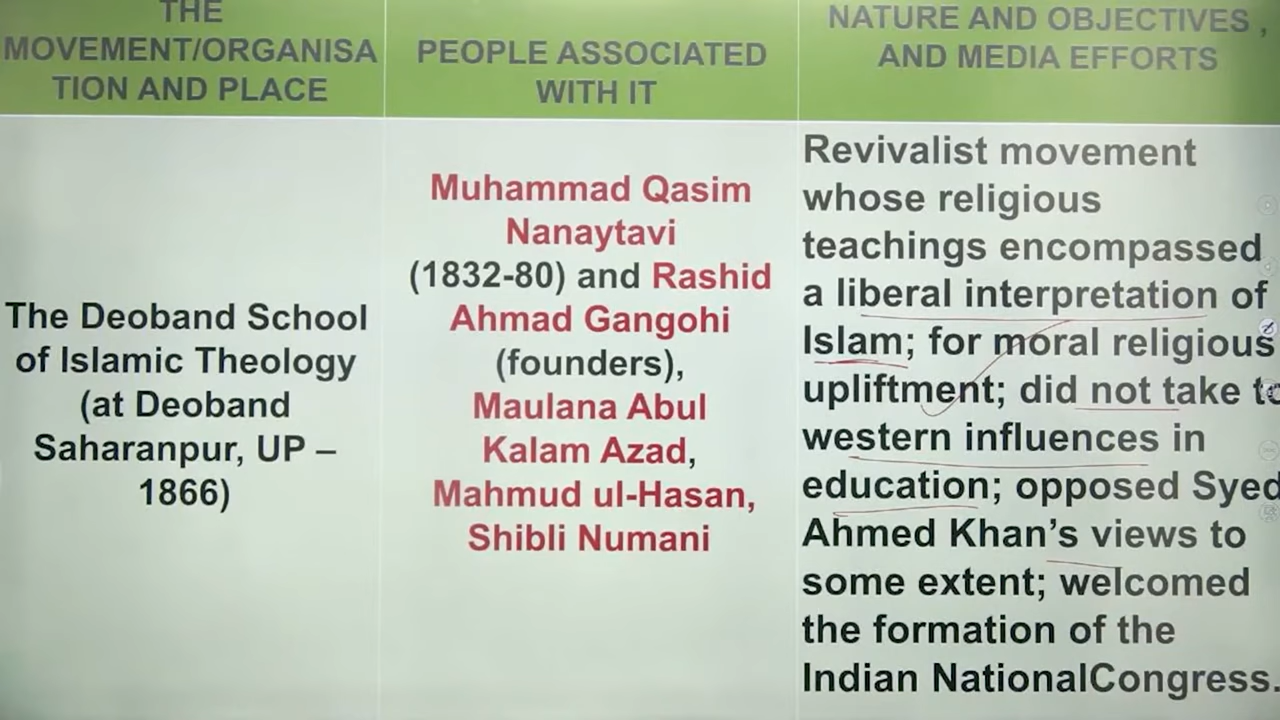 THE
MOVEMENT/ORGANISA
TION AND PLACE
PEOPLE ASSOCIATED
WITH IT
NATURE AND OBJECTIVES ,
AND MEDIA EFFORTS
The Deoband School
of Islamic Theology
(at Deoband
Saharanpur, UP –
1866)
Muhammad Qasim
Nanaytavi
(1832-80) and Rashid
Ahmad Gangohi
(founders),
Maulana Abul
Kalam Azad,
Mahmud ul-Hasan,
Shibli Numani
Revivalist movement
whose religious
teachings encompassed
a liberal interpretation of
Islam; for moral religious
upliftment; did not take to
western influences in
education; opposed Syed
Ahmed Khan’s views to
some extent; welcomed
the formation of the
Indian NationalCongress.